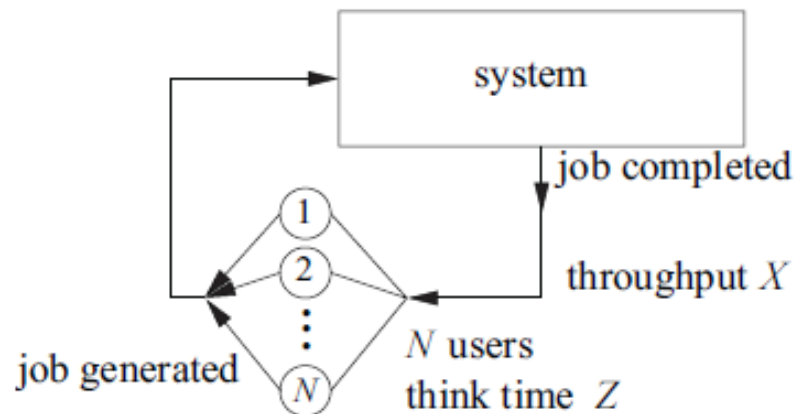 system
job completed
1
2
throughput X
N users
job generated
N
think time Z